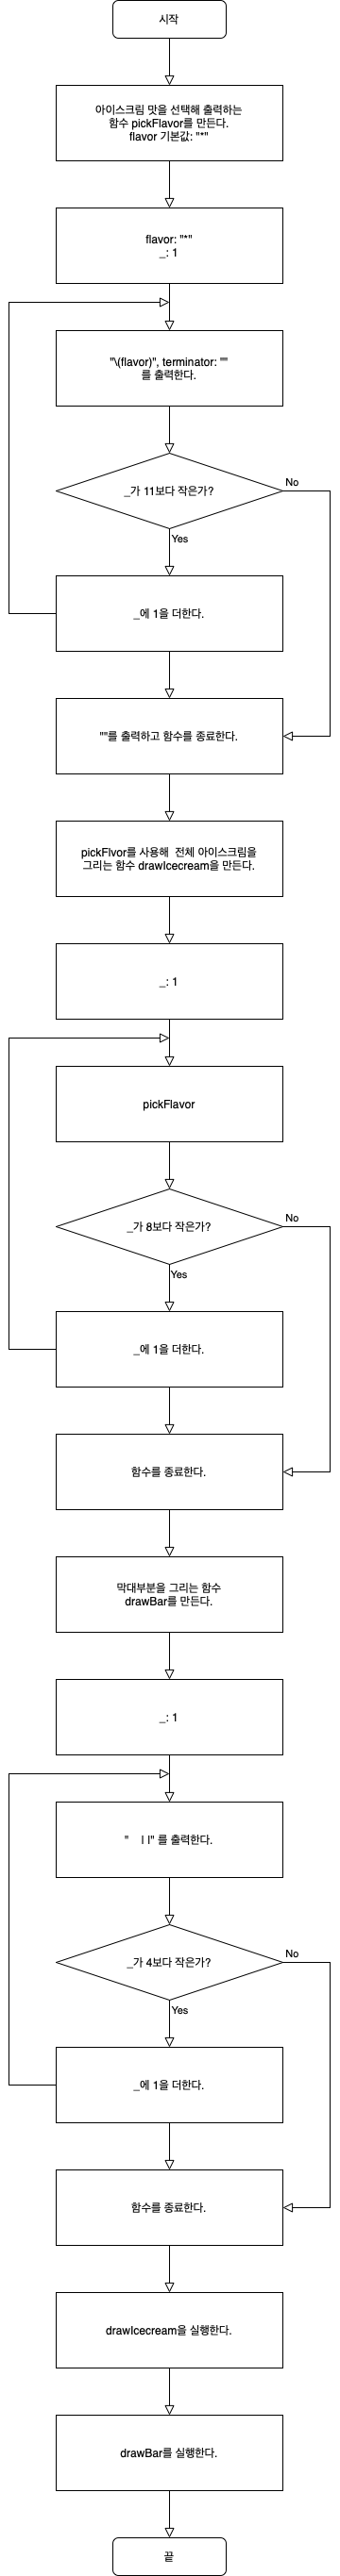 시작
아이스크림 맛을 선택해 출력하는
함수 pickFlavor를 만든다.
flavor 기본값: "*"
flavor: "*"
_: 1
"\(flavor)", terminator: ""
를 출력한다.
_가 11보다 작은가?
No
Yes
_에 1을 더한다.
""를 출력하고 함수를 종료한다.
pickFlvor를 사용해 전체 아이스크림을
그리는 함수 drawIcecream을 만든다.
_: 1
pickFlavor
_가 8보다 작은가?
No
Yes
_에 1을 더한다.
함수를 종료한다.
막대부분을 그리는 함수
drawBar를 만든다.
_: 1
"    | |" 를 출력한다.
_가 4보다 작은가?
No
Yes
_에 1을 더한다.
함수를 종료한다.
drawIcecream을 실행한다.
drawBar를 실행한다.
끝